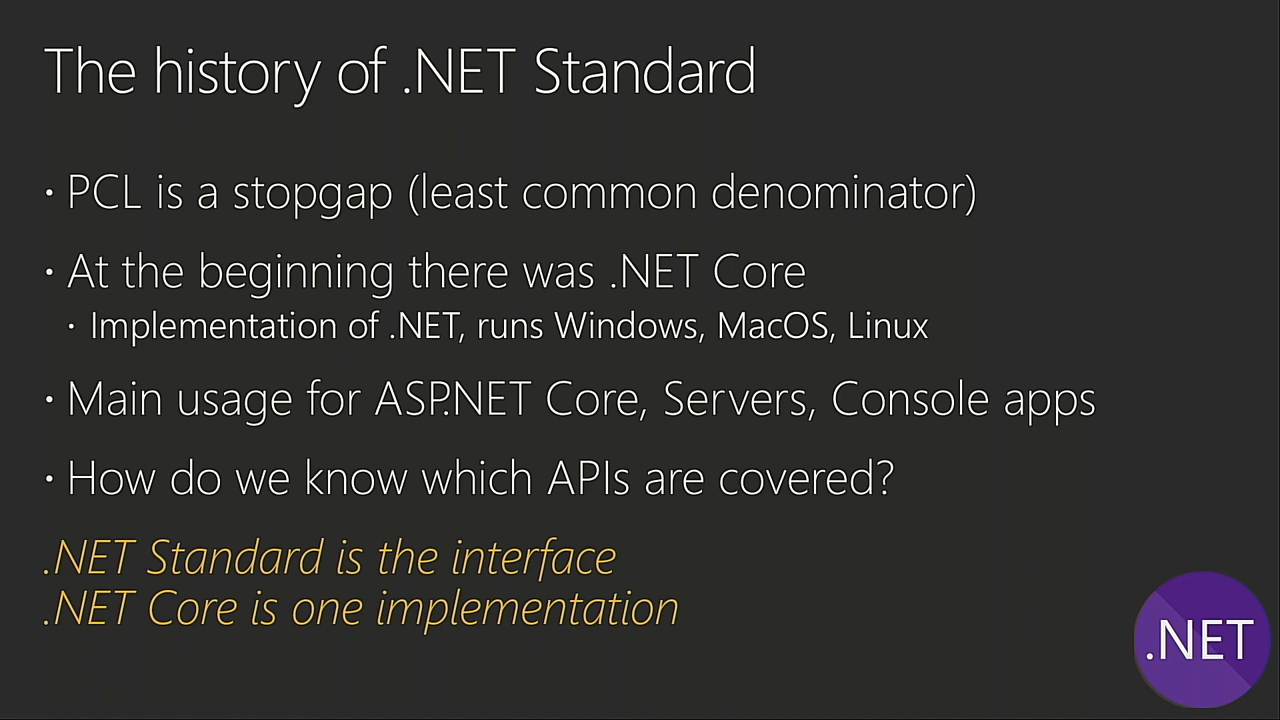 The history of .NET Standard
• PCL is a stopgap (least common denominator)
• At the beginning there was .NET Core
• Implementation of .NET, runs Windows, MacOS, Linux
• Main usage for ASP.NET Core, Servers, Console apps
• How do we know which APIs are covered?
.NET Standard is the interface
.NET Core is one implementation
.NET